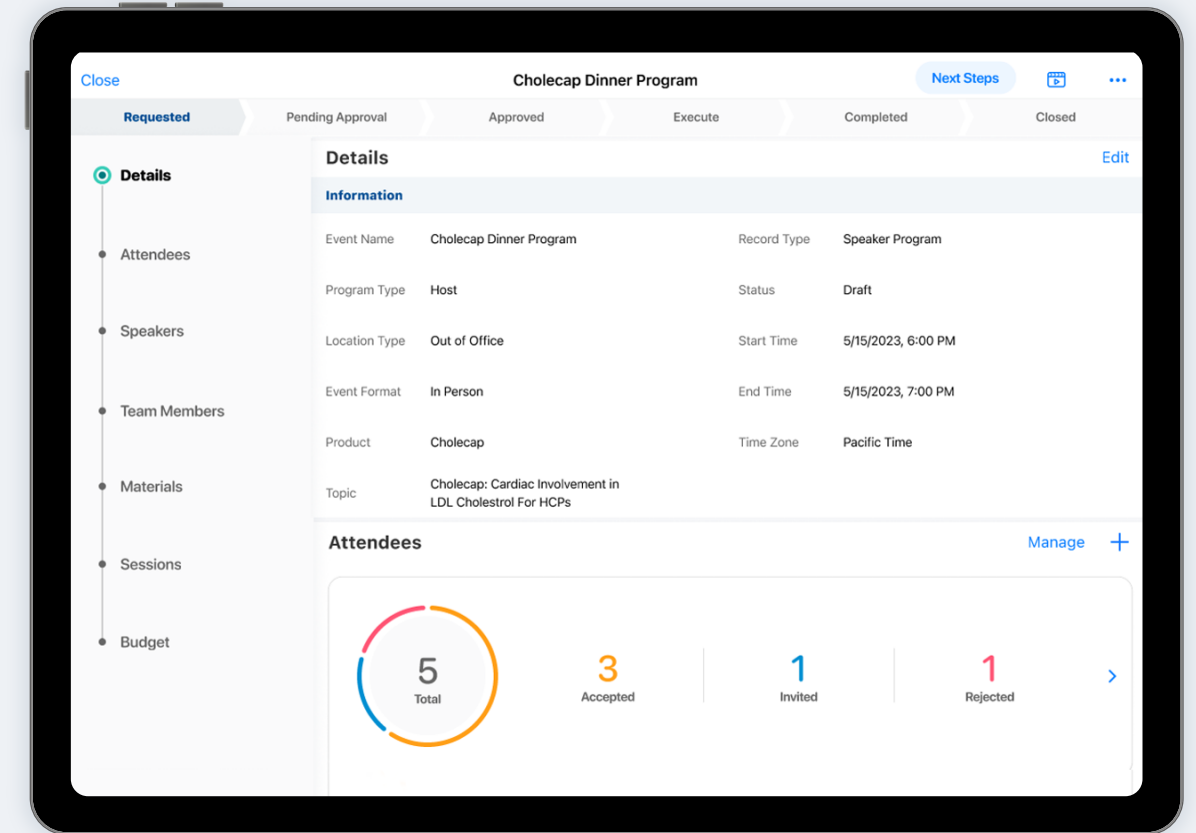 Close
Cholecap Dinner Program
Next Steps
Requested
Pending Approval
Approved
Execute
Completed
Closed
Details
Attendees
Speakers
Team Members
Materials
Sessions
Budget
Details
Edit
Information
Event Name
Cholecap Dinner Program
Record Type
Speaker Program
Program Type
Host
Status
Draft
Location Type
Out of Office
Start Time
5/15/2023, 6:00 PM
Event Format
In Person
End Time
5/15/2023, 7:00 PM
Product
Cholecap
Time Zone
Pacific Time
Topic
Cholecap: Cardiac Involvement in
LDL Cholestrol For HCPs
Attendees
Manage
5
Total
3
Accepted
1
Invited
1
Rejected